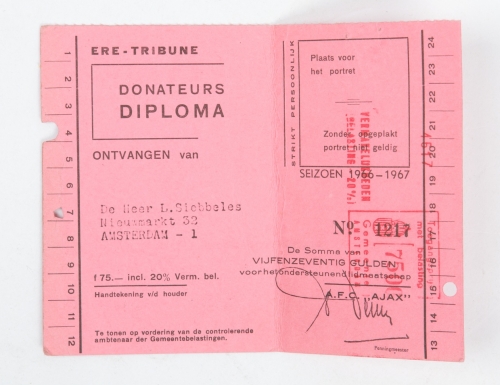 ERE-TRIBUNE
DONATEURS
DIPLOMA
ONTVANGEN van
De Heer D.Slebbeles
Nieuwmarkt 32
AMSTERDAM - 1
f 75.— incl. 20% Verm. bel.
Handtekening v/d houder
Te tonen op vordering van de controlerende
ambtenaar der Gemeentebelastingen.
1
2
3
4
5
6
7
8
9
10
11
12
STRIKT PERSOONLIJK
Plaats voor
het portret
Zonder opgeplakt
portret niet geldig
SEIZOEN 1966-1967
No 1217
De Somma van
VIJFENZEVENTIG GULDEN
voor het ondersteunend lidmaatschap
A.F.C. "AJAX"
Penningmeester
Gemeente
met belasting
24
23
22
21
20
19
18
17
16
15
14
13